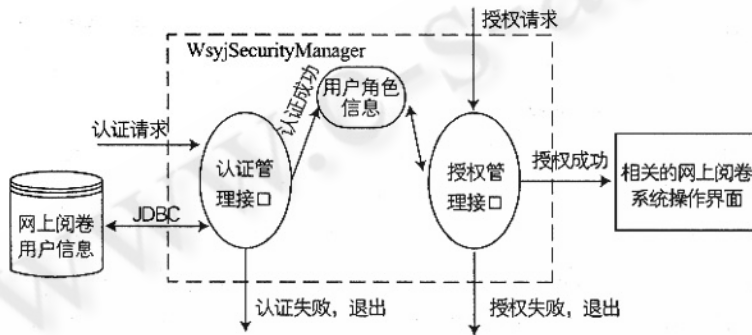 授权请求
WsyjSecurityManager
用户角色
信息
认证成功
认证请求
认证管
理接口
授权管
理接口
授权成功
相关的网上阅卷
系统操作界面
网上阅卷
用户信息
JDBC
认证失败，退出
授权失败，退出